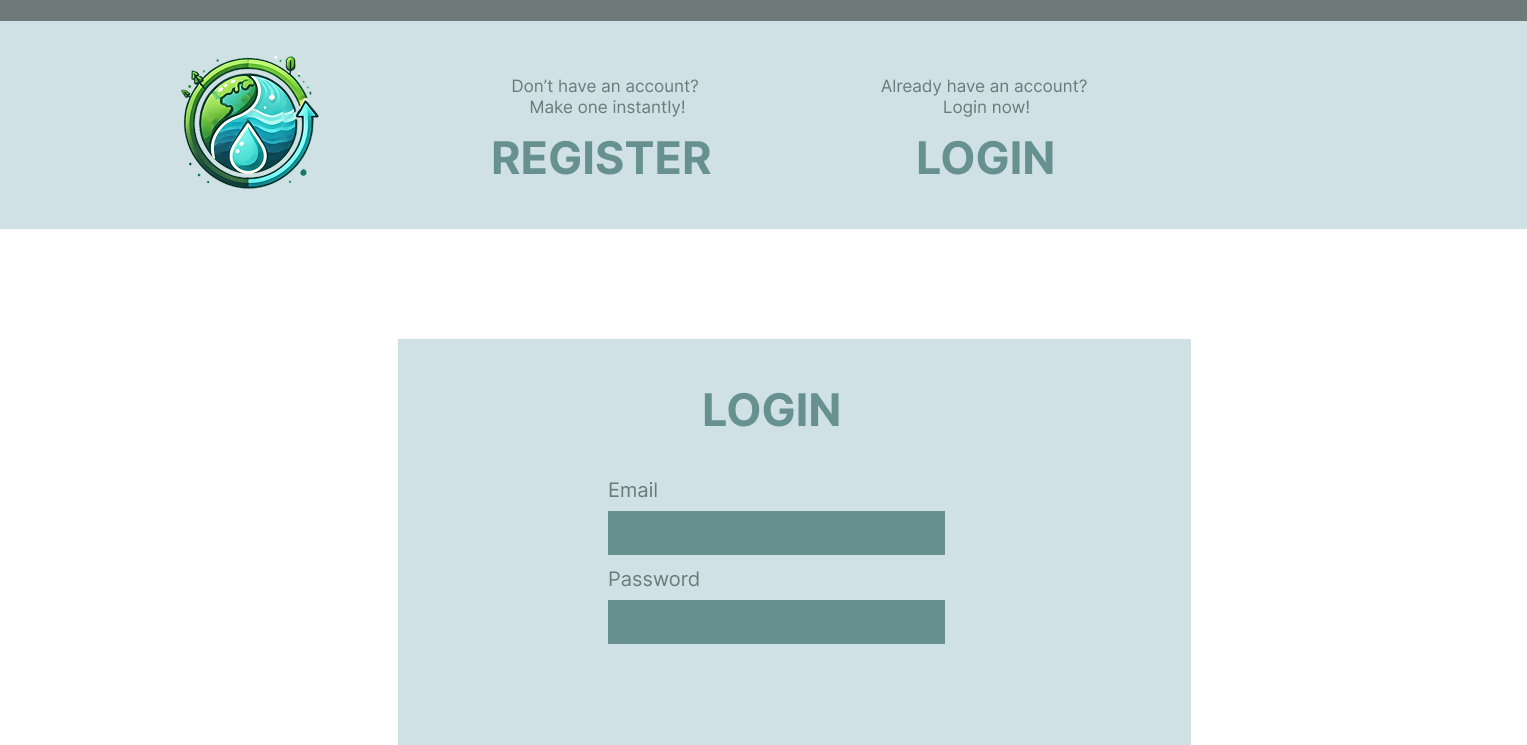 Don’t have an account?
Make one instantly!
REGISTER
Already have an account?
Login now!
LOGIN
LOGIN
Email
Password